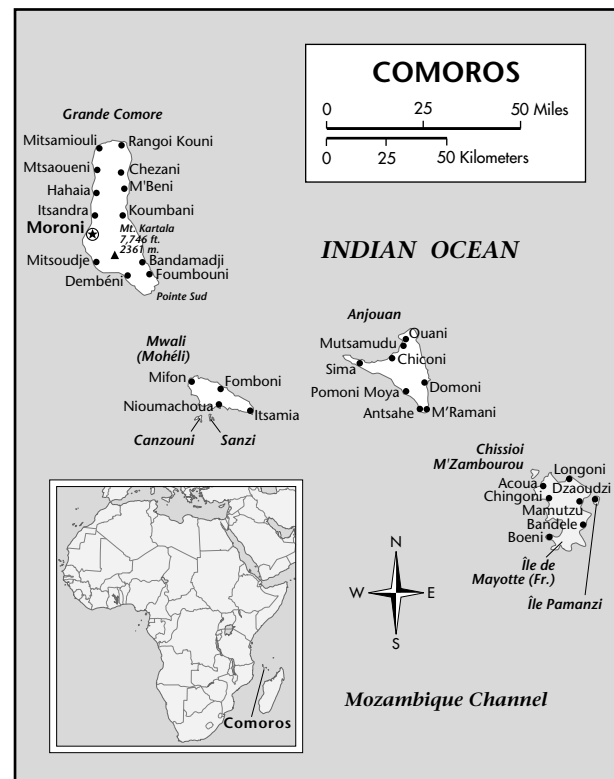 COMOROS
0 25 50 Miles
0 25 50 Kilometers
Grande Comore
Mitsamiouli
Rangoi Kouni
Mtsaoueni
Chezani
M'Beni
Hahaia
Itsandra
Koumbani
Moroni
Mt. Kartala
7,746 ft.
2361 m.
Mitsoudje
Bandamadji
Dembéni
Foumbouni
Pointe Sud
INDIAN OCEAN
Anjouan
Ouani
Mutsamudu
Chiconi
Sima
Domoni
Pomoni Moya
Antsahe
M'Ramani
Mwali
(Mohéli)
Mifon
Fomboni
Nioumachoua
Itsamia
Canzouni
Sanzi
Chissioi
M'Zambourou
Longoni
Acoua
Dzaoudzi
Chingoni
Mamutzu
Bandele
Boeni
Île de
Mayotte (Fr.)
Île Pamanzi
N
W E
S
Comoros
Mozambique Channel